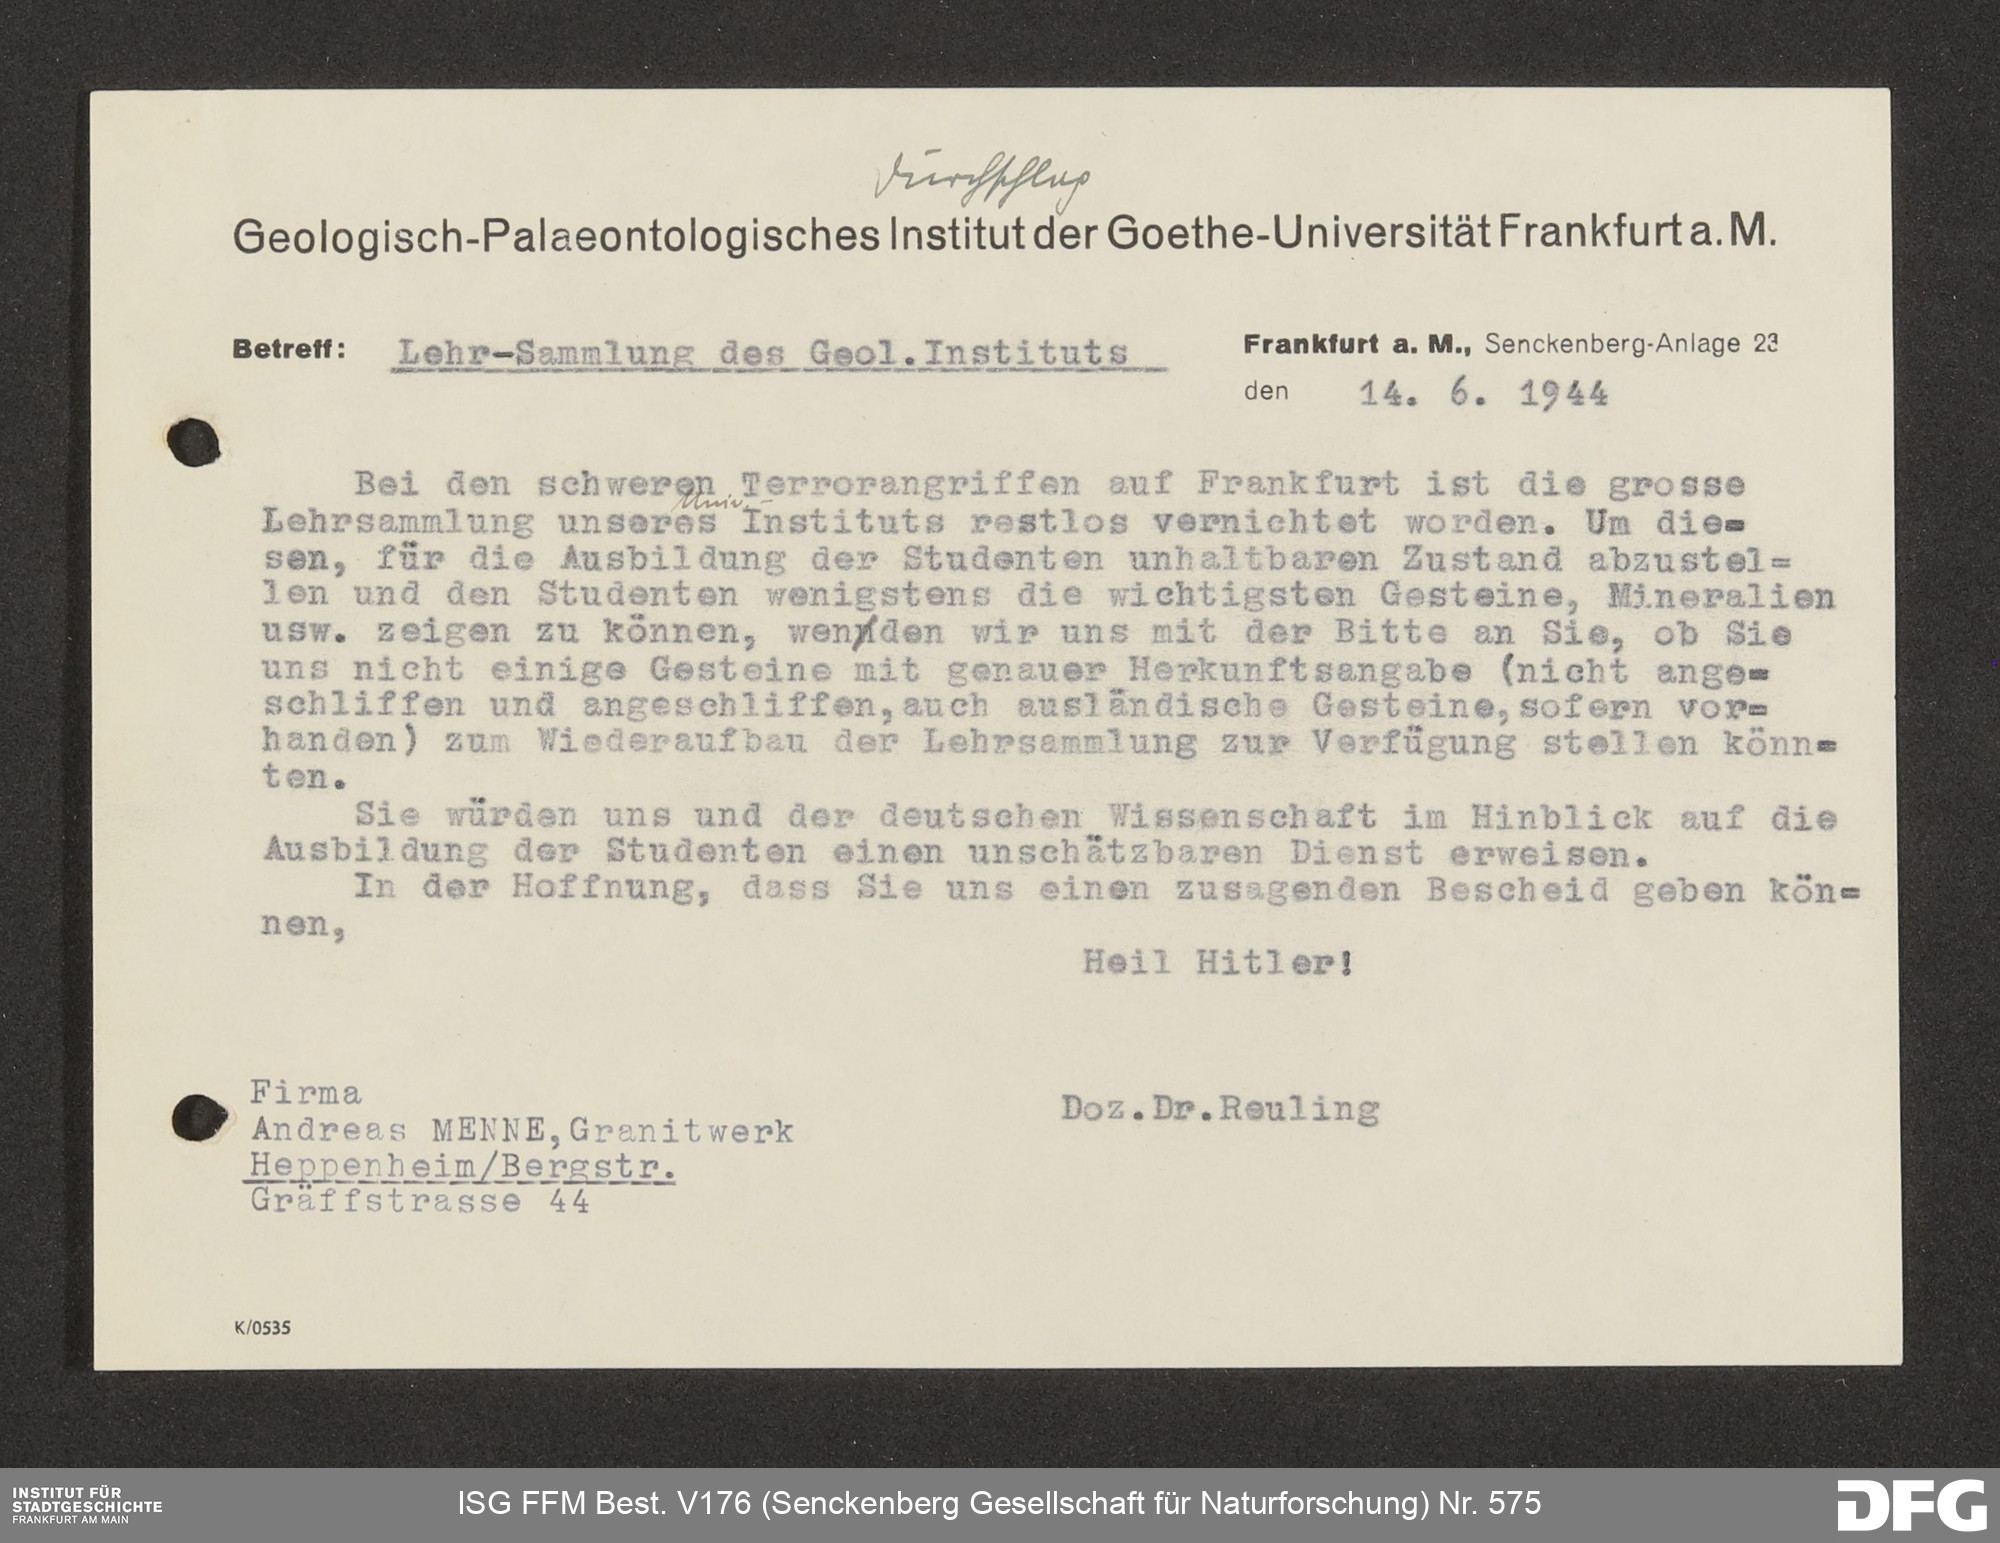 Durchschlag
Geologisch-Palaeontologisches Institut der Goethe-Universität Frankfurt a. M.
Betreff: Lehr-Sammlung des Geol.Instituts
Frankfurt a. M., Senckenberg-Anlage 23
den 14. 6. 1944
Bei den schweren Terrorangriffen auf Frankfurt ist die grosse
Univ.
Lehrsammlung unseres Instituts restlos vernichtet worden. Um die=
sen, für die Ausbildung der Studenten unhaltbaren Zustand abzustel=
len und den Studenten wenigstens die wichtigsten Gesteine, Mineralien
usw. zeigen zu können, wenden wir uns mit der Bitte an Sie, ob Sie
uns nicht einige Gesteine mit genauer Herkunftsangabe (nicht ange=
schliffen und angeschliffen,auch ausländische Gesteine,sofern vor=
handen) zum Wiederaufbau der Lehrsammlung zur Verfügung stellen könn=
ten.
Sie würden uns und der deutschen Wissenschaft im Hinblick auf die
Ausbildung der Studenten einen unschätzbaren Dienst erweisen.
In der Hoffnung, dass Sie uns einen zusagenden Bescheid geben kön=
nen,
Heil Hitler!
Doz.Dr.Reuling
Firma
Andreas MENNE,Granitwerk
Heppenheim/Bergstr.
Gräffstrasse 44
K/0535
INSTITUT FÜR
STADTGESCHICHTE
FRANKFURT AM MAIN
ISG FFM Best. V176 (Senckenberg Gesellschaft für Naturforschung) Nr. 575
DFG